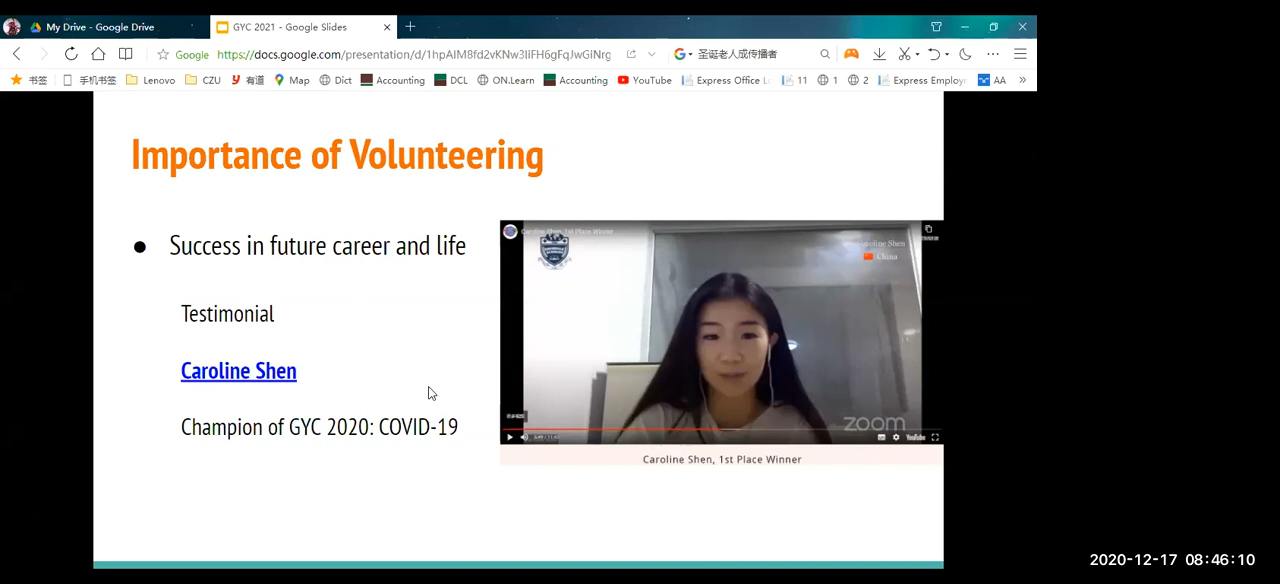 My Drive - Google Drive
GYC 2021 - Google Slides
Google https://docs.google.com/presentation/d/1hpAIM8fd2vKNw3IIFH6gFqJwGiNrg
圣诞老人成传播者
书签 手机书签 Lenovo CZU 有道 Map Dict Accounting DCL ON.Learn Accounting YouTube Express Office L 11 1 2 Express Employ AA
Importance of Volunteering
Success in future career and life
Testimonial
Caroline Shen
Champion of GYC 2020: COVID-19
Caroline Shen, 1st Place Winner
Caroline Shen
China
zoom
YouTube
Caroline Shen, 1st Place Winner
2020-12-17 08:46:10